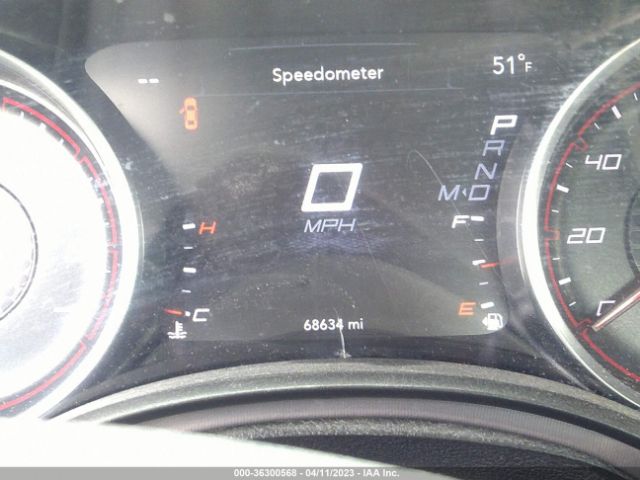 --
Speedometer
51°F
P
R
N
M◄D
0
MPH
H
C
F
E
68634 mi
40
20
000-36300568 - 04/11/2023 - IAA Inc.